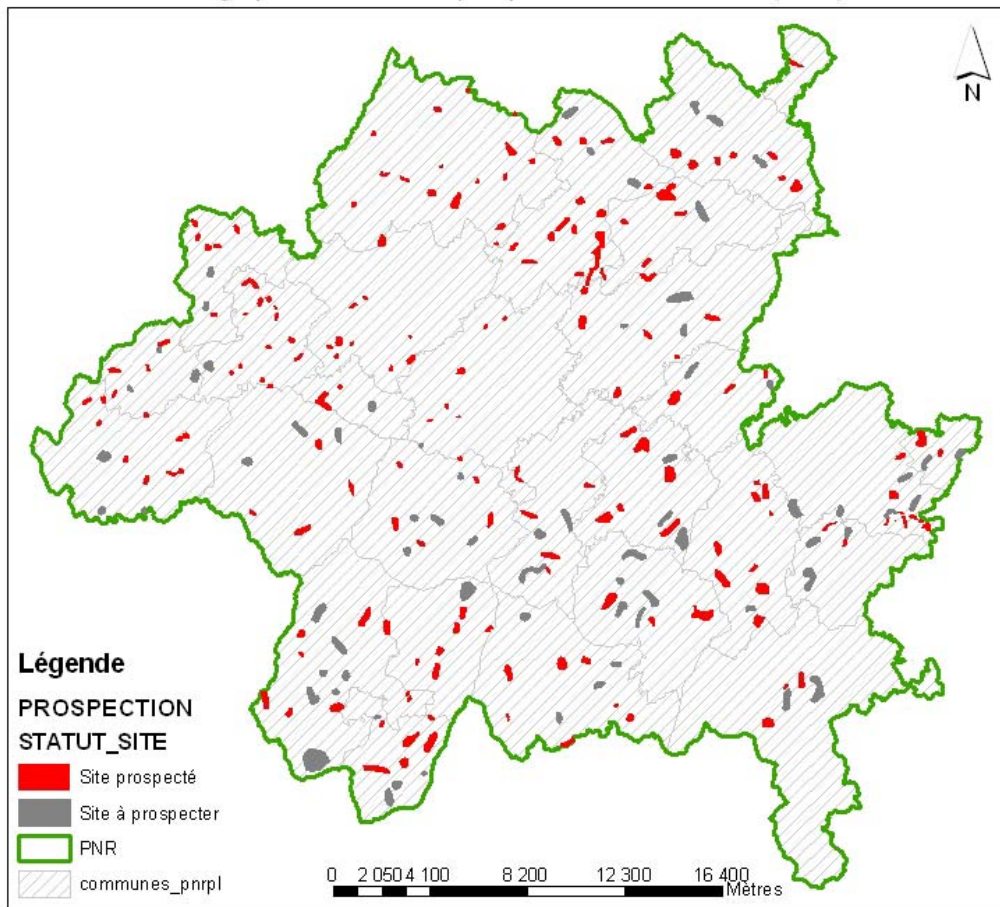 N
Légende
PROSPECTION
STATUT_SITE
Site prospecté
Site à prospecter
PNR
communes_pnrpl
0 2 050 4 100 8 200 12 300 16 400
Mètres